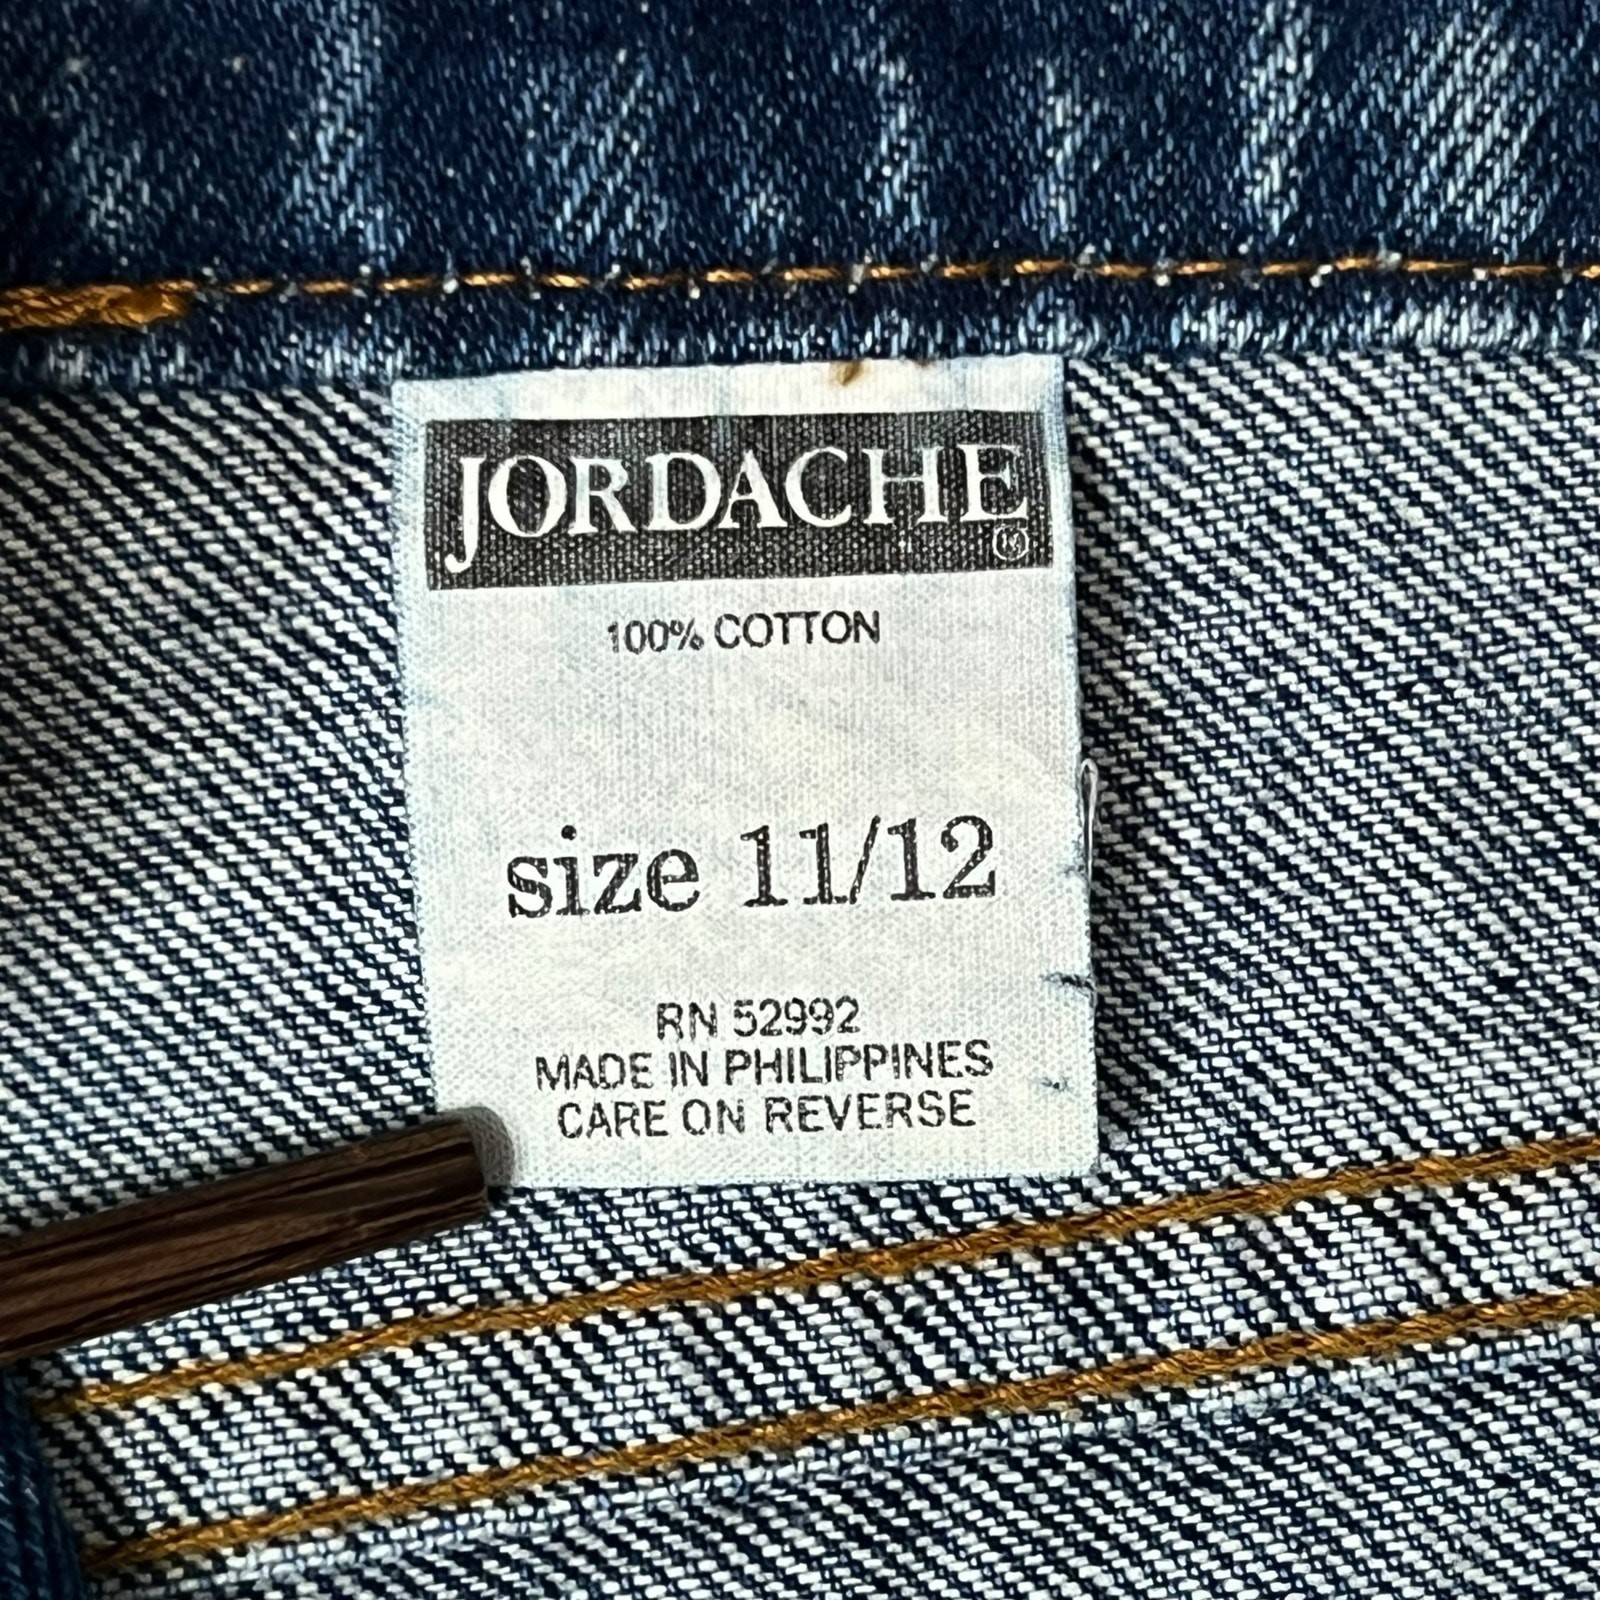 JORDACHE
100% COTTON
size 11/12
RN 52992
MADE IN PHILIPPINES
CARE ON REVERSE